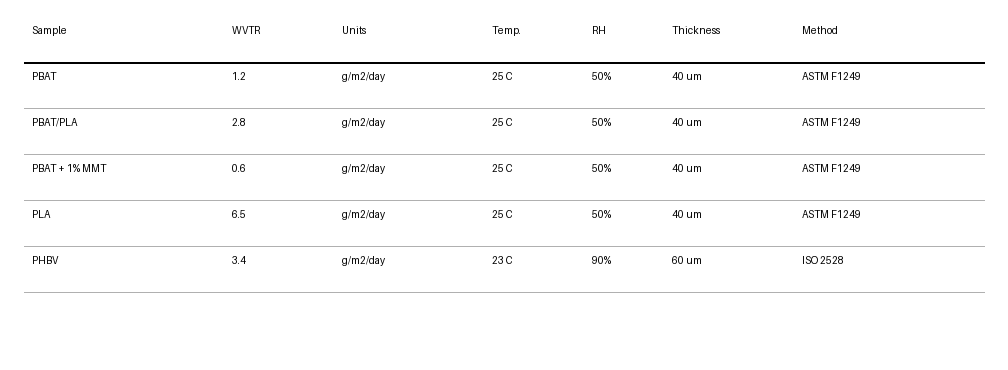 Sample WVTR Units Temp. RH Thickness Method
PBAT 1.2 g/m2/day 25 C 50% 40 um ASTM F1249
PBAT/PLA 2.8 g/m2/day 25 C 50% 40 um ASTM F1249
PBAT + 1% MMT 0.6 g/m2/day 25 C 50% 40 um ASTM F1249
PLA 6.5 g/m2/day 25 C 50% 40 um ASTM F1249
PHBV 3.4 g/m2/day 23 C 90% 60 um ISO 2528